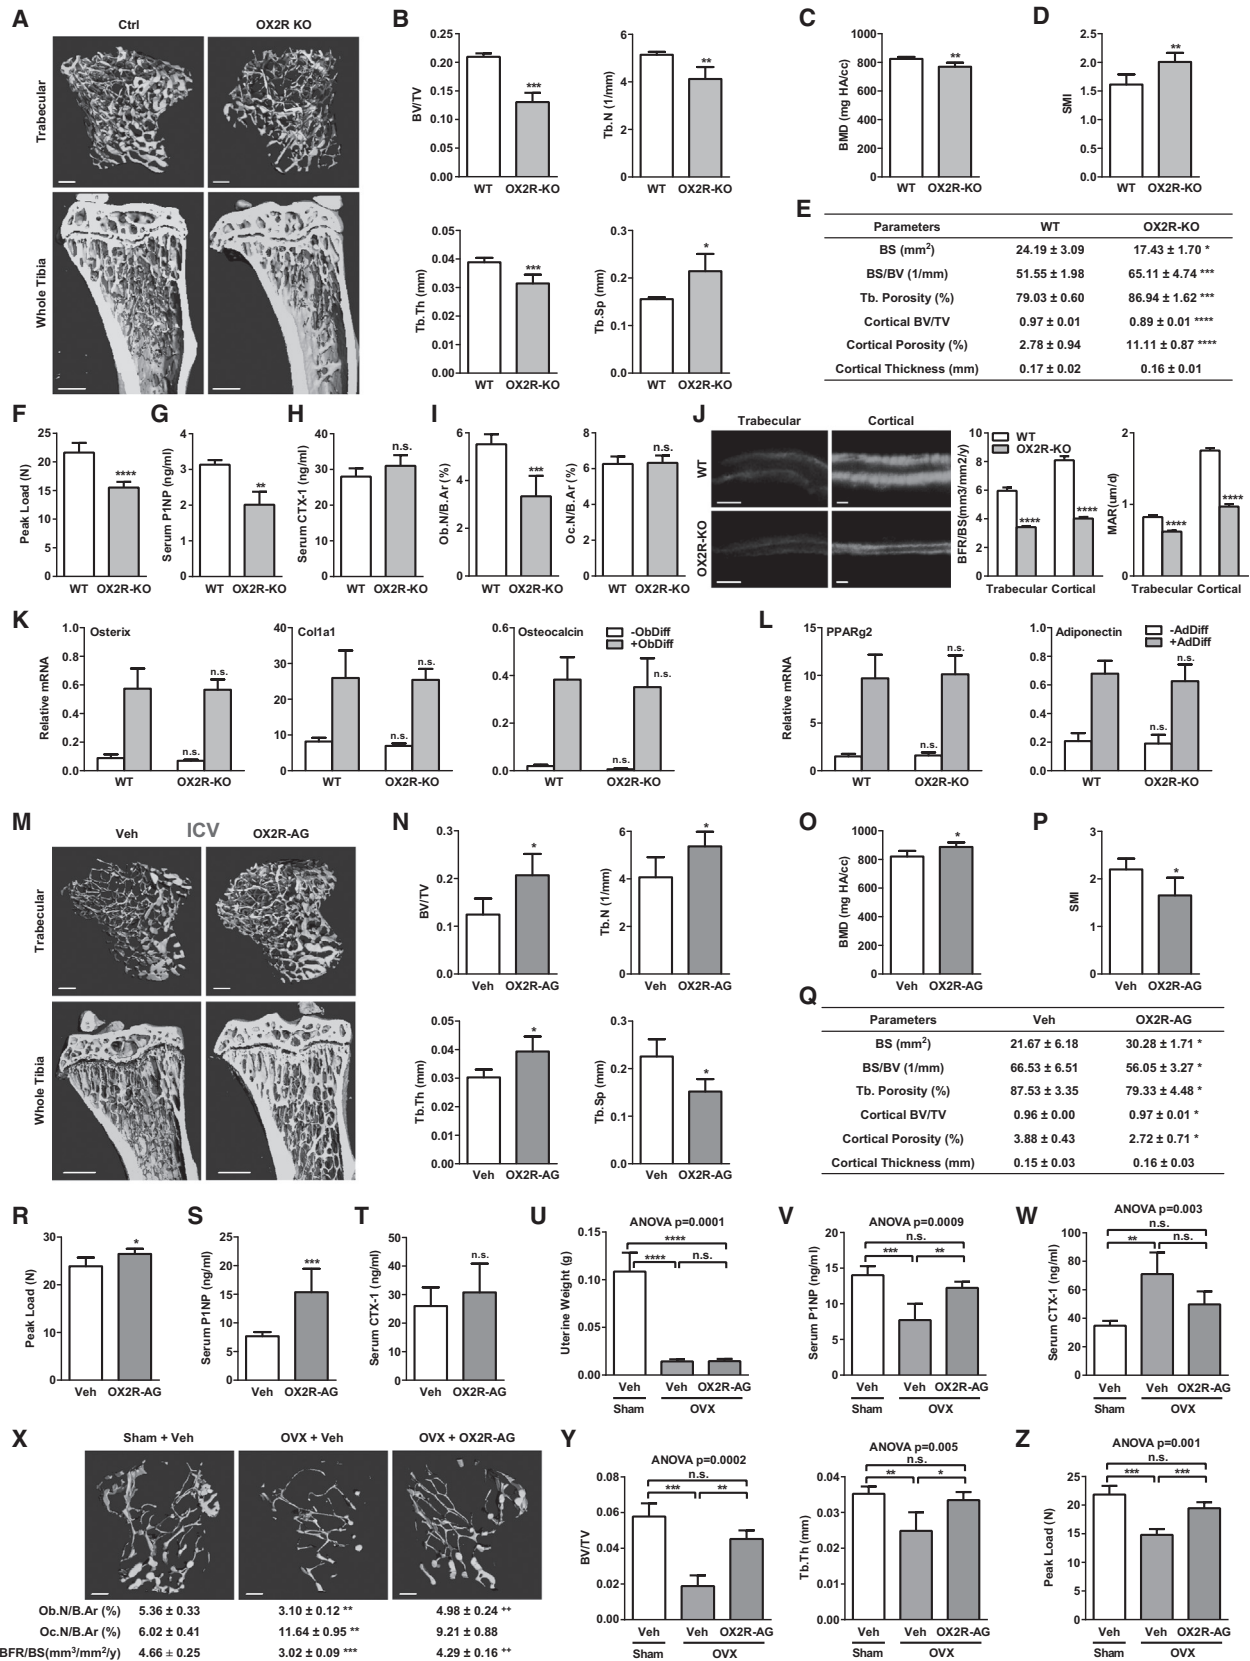 A
Ctrl
OX2R KO
Trabecular
Whole Tibia
B
0.25
0.20
0.15
0.10
0.05
0.00
BV/TV
***
WT OX2R-KO
6
4
2
0
Tb.N (1/mm)
**
WT OX2R-KO
0.05
0.04
0.03
0.02
0.01
0.00
Tb.Th (mm)
***
WT OX2R-KO
0.3
0.2
0.1
0.0
Tb.Sp (mm)
*
WT OX2R-KO
C
1000
800
600
400
200
0
BMD (mg HA/cc)
**
WT OX2R-KO
D
2.5
2.0
1.5
1.0
0.5
0.0
SMI
**
WT OX2R-KO
E
Parameters WT OX2R-KO
BS (mm²) 24.19 ± 3.09 17.43 ± 1.70 *
BS/BV (1/mm) 51.55 ± 1.98 65.11 ± 4.74 ***
Tb. Porosity (%) 79.03 ± 0.60 86.94 ± 1.62 ***
Cortical BV/TV 0.97 ± 0.01 0.89 ± 0.01 ****
Cortical Porosity (%) 2.78 ± 0.94 11.11 ± 0.87 ****
Cortical Thickness (mm) 0.17 ± 0.02 0.16 ± 0.01
F
25
20
15
10
5
0
Peak Load (N)
****
WT OX2R-KO
G
4
3
2
1
0
Serum P1NP (ng/ml)
**
WT OX2R-KO
H
40
30
20
10
0
Serum CTX-1 (ng/ml)
n.s.
WT OX2R-KO
I
6
4
2
0
Ob.N/B.Ar (%)
***
WT OX2R-KO
8
6
4
2
0
Oc.N/B.Ar (%)
n.s.
WT OX2R-KO
J
Trabecular Cortical
WT
OX2R-KO
10
8
6
4
2
0
BFR/BS(mm3/mm2/y)
WT
OX2R-KO
****
****
Trabecular Cortical
2
1
0
MAR(um/d)
****
****
Trabecular Cortical
K
1.0
0.8
0.6
0.4
0.2
0.0
Relative mRNA
Osterix
n.s.
n.s.
WT OX2R-KO
40
30
20
10
0
Col1a1
n.s.
n.s.
WT OX2R-KO
0.6
0.4
0.2
0.0
Osteocalcin
-ObDiff
+ObDiff
n.s.
n.s.
WT OX2R-KO
L
15
10
5
0
Relative mRNA
PPARg2
n.s.
n.s.
WT OX2R-KO
1.0
0.8
0.6
0.4
0.2
0.0
Adiponectin
-AdDiff
+AdDiff
n.s.
n.s.
WT OX2R-KO
M
Veh ICV OX2R-AG
Trabecular
Whole Tibia
N
0.3
0.2
0.1
0.0
BV/TV
*
Veh OX2R-AG
6
4
2
0
Tb.N (1/mm)
*
Veh OX2R-AG
0.05
0.04
0.03
0.02
0.01
0.00
Tb.Th (mm)
*
Veh OX2R-AG
0.3
0.2
0.1
0.0
Tb.Sp (mm)
*
Veh OX2R-AG
O
1000
800
600
400
200
0
BMD (mg HA/cc)
*
Veh OX2R-AG
P
3
2
1
0
SMI
*
Veh OX2R-AG
Q
Parameters Veh OX2R-AG
BS (mm²) 21.67 ± 6.18 30.28 ± 1.71 *
BS/BV (1/mm) 66.53 ± 6.51 56.05 ± 3.27 *
Tb. Porosity (%) 87.53 ± 3.35 79.33 ± 4.48 *
Cortical BV/TV 0.96 ± 0.00 0.97 ± 0.01 *
Cortical Porosity (%) 3.88 ± 0.43 2.72 ± 0.71 *
Cortical Thickness (mm) 0.15 ± 0.03 0.16 ± 0.03
R
30
20
10
0
Peak Load (N)
*
Veh OX2R-AG
S
25
20
15
10
5
0
Serum P1NP (ng/ml)
***
Veh OX2R-AG
T
50
40
30
20
10
0
Serum CTX-1 (ng/ml)
n.s.
Veh OX2R-AG
U
ANOVA p=0.0001
0.15
0.10
0.05
0.00
Uterine Weight (g)
****
****
n.s.
Veh Veh OX2R-AG
Sham OVX
V
ANOVA p=0.0009
20
15
10
5
0
Serum P1NP (ng/ml)
n.s.
***
**
Veh Veh OX2R-AG
Sham OVX
W
ANOVA p=0.003
100
80
60
40
20
0
Serum CTX-1 (ng/ml)
n.s.
**
n.s.
Veh Veh OX2R-AG
Sham OVX
X
Sham + Veh OVX + Veh OVX + OX2R-AG
Ob.N/B.Ar (%) 5.36 ± 0.33 3.10 ± 0.12 ** 4.98 ± 0.24 ++
Oc.N/B.Ar (%) 6.02 ± 0.41 11.64 ± 0.95 ** 9.21 ± 0.88
BFR/BS(mm³/mm²/y) 4.66 ± 0.25 3.02 ± 0.09 *** 4.29 ± 0.16 ++
Y
ANOVA p=0.0002
0.08
0.06
0.04
0.02
0.00
BV/TV
n.s.
***
**
Veh Veh OX2R-AG
Sham OVX
ANOVA p=0.005
0.04
0.03
0.02
0.01
0.00
Tb.Th (mm)
n.s.
**
*
Veh Veh OX2R-AG
Sham OVX
Z
ANOVA p=0.001
25
20
15
10
5
0
Peak Load (N)
n.s.
***
***
Veh Veh OX2R-AG
Sham OVX